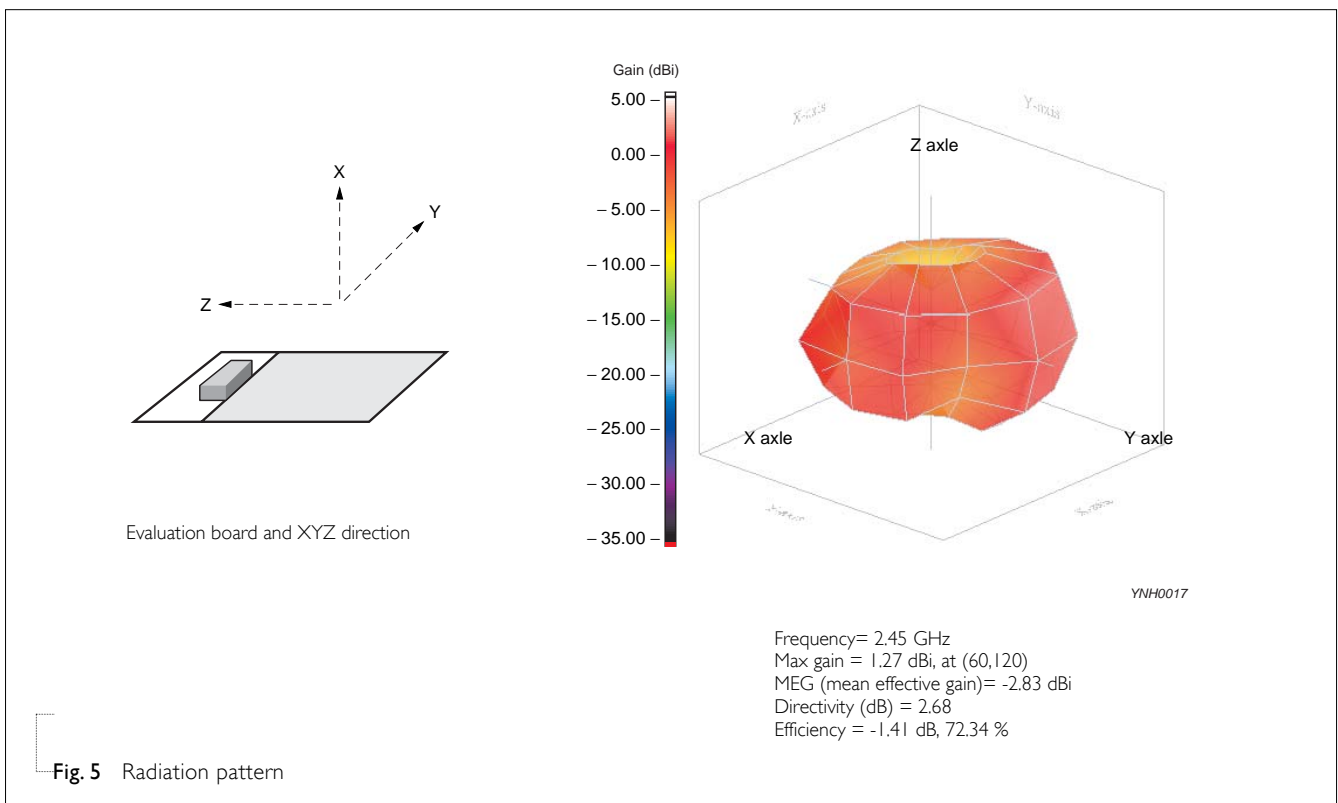 Gain (dBi)
5.00 –
0.00 –
– 5.00 –
– 10.00 –
– 15.00 –
– 20.00 –
– 25.00 –
– 30.00 –
– 35.00 –
X
Y
Z
Evaluation board and XYZ direction
X-axis
Y-axis
Z axle
X axle
Y axle
YNH0017
Frequency= 2.45 GHz
Max gain = 1.27 dBi, at (60,120)
MEG (mean effective gain)= -2.83 dBi
Directivity (dB) = 2.68
Efficiency = -1.41 dB, 72.34 %
Fig. 5 Radiation pattern